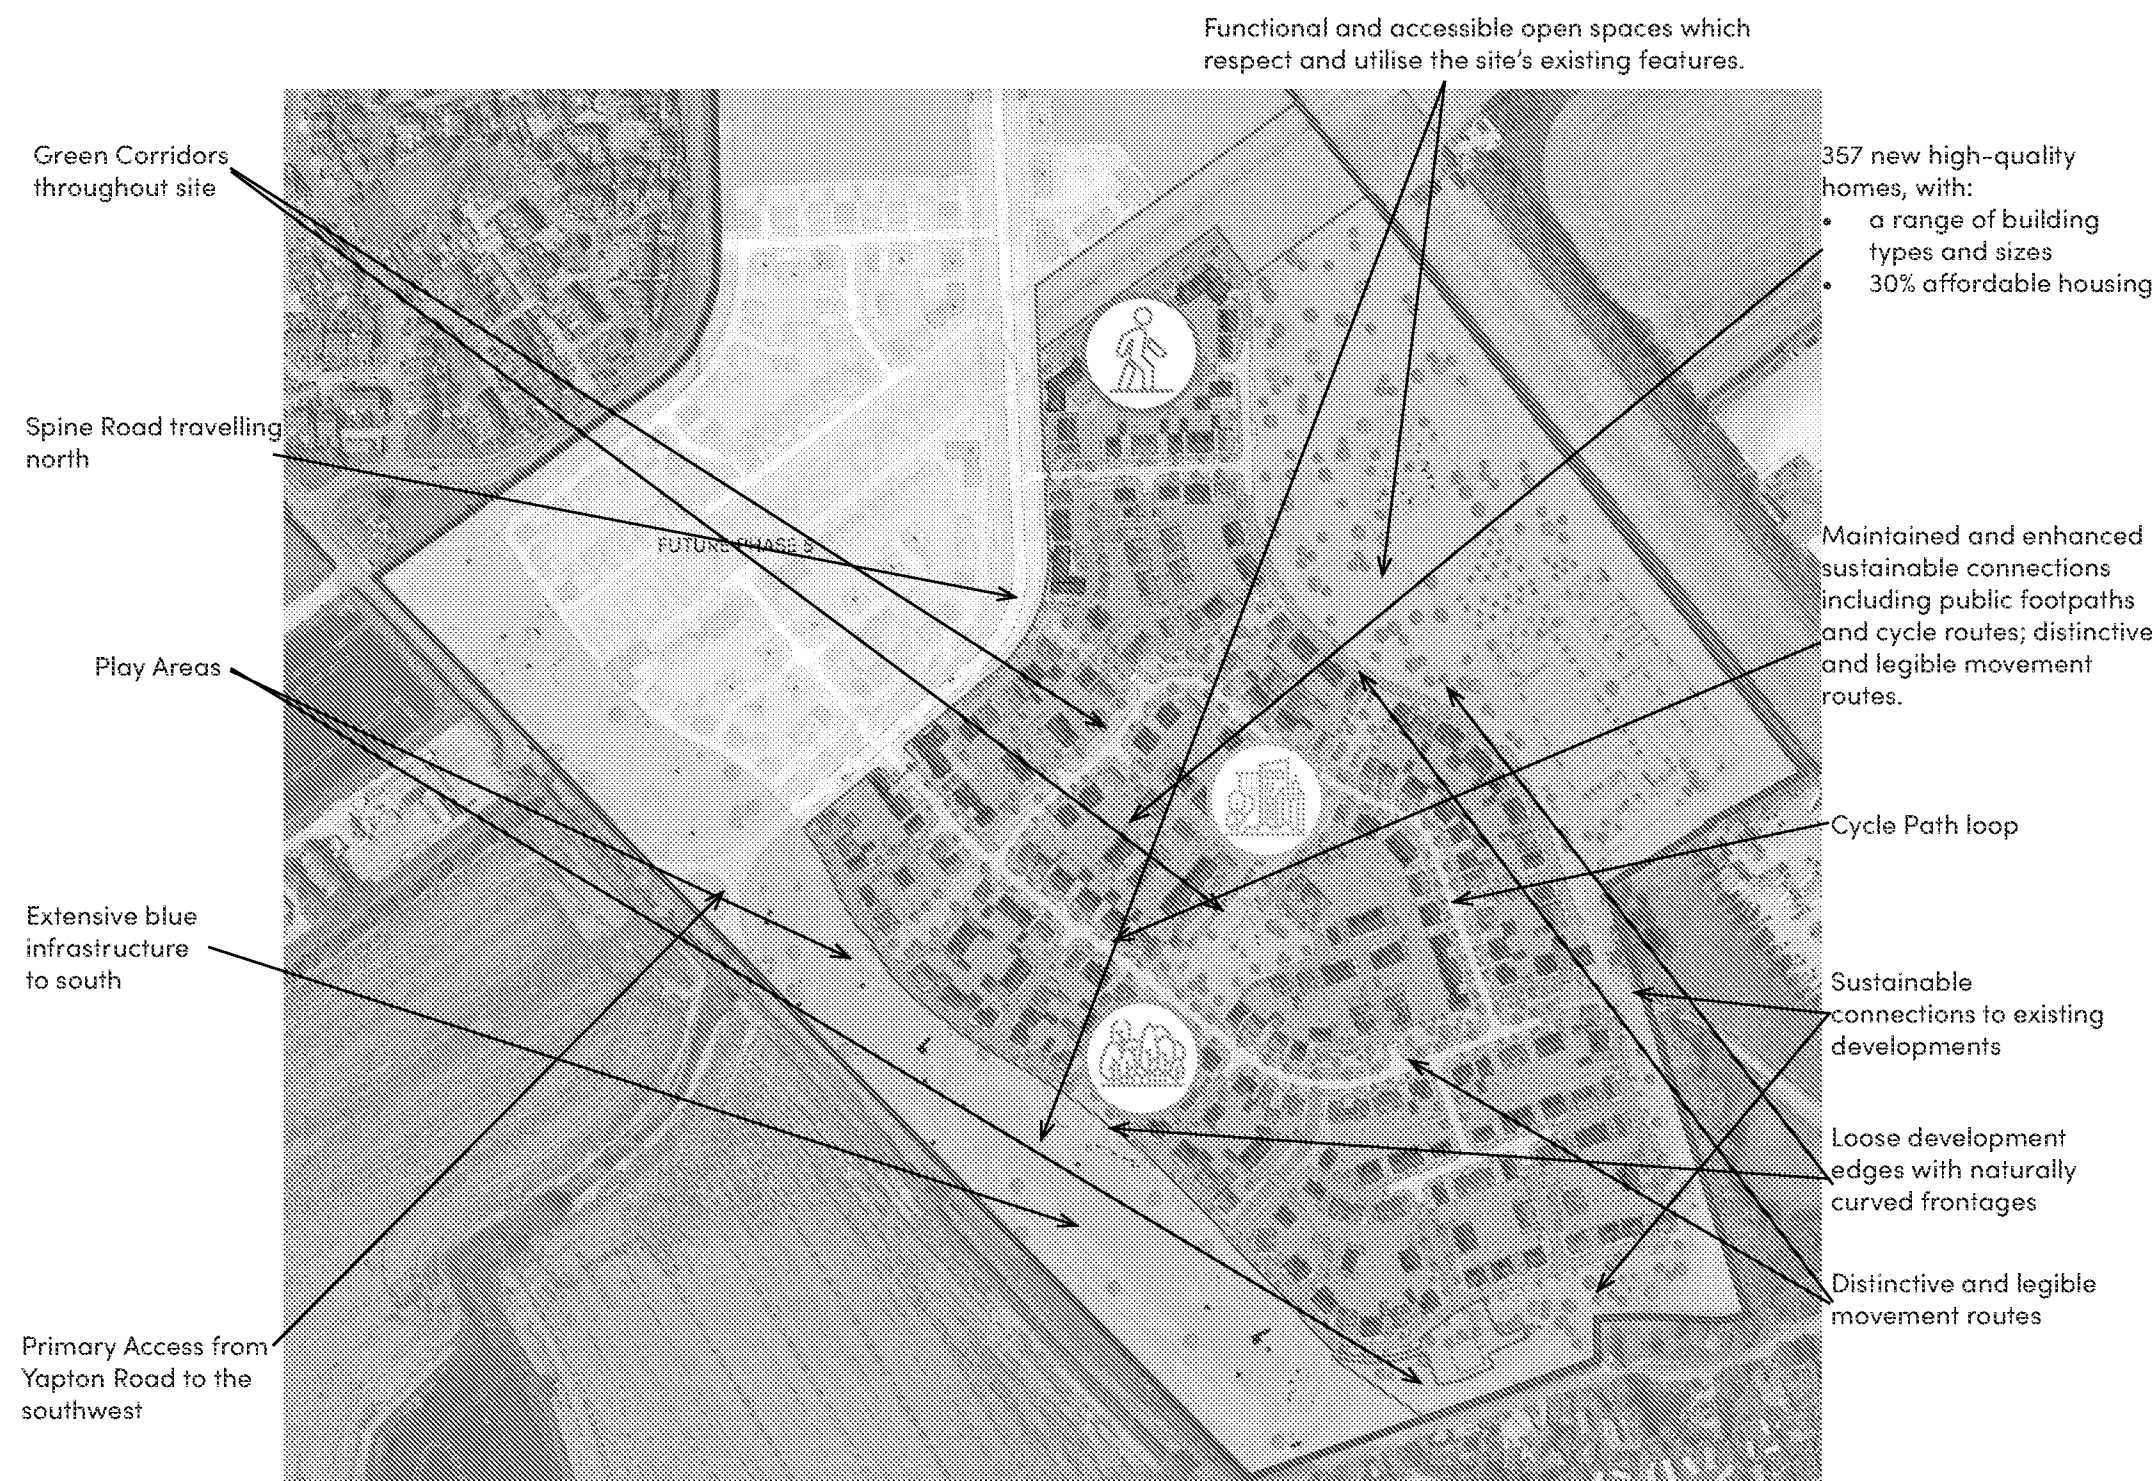 Functional and accessible open spaces which
respect and utilise the site's existing features.
Green Corridors
throughout site
357 new high-quality
homes, with:
• a range of building
types and sizes
• 30% affordable housing
Spine Road travelling
north
FUTURE PHASE
Maintained and enhanced
sustainable connections
including public footpaths
and cycle routes; distinctive
and legible movement
routes.
Play Areas
Cycle Path loop
Extensive blue
infrastructure
to south
Sustainable
connections to existing
developments
Loose development
edges with naturally
curved frontages
Distinctive and legible
movement routes
Primary Access from
Yapton Road to the
southwest